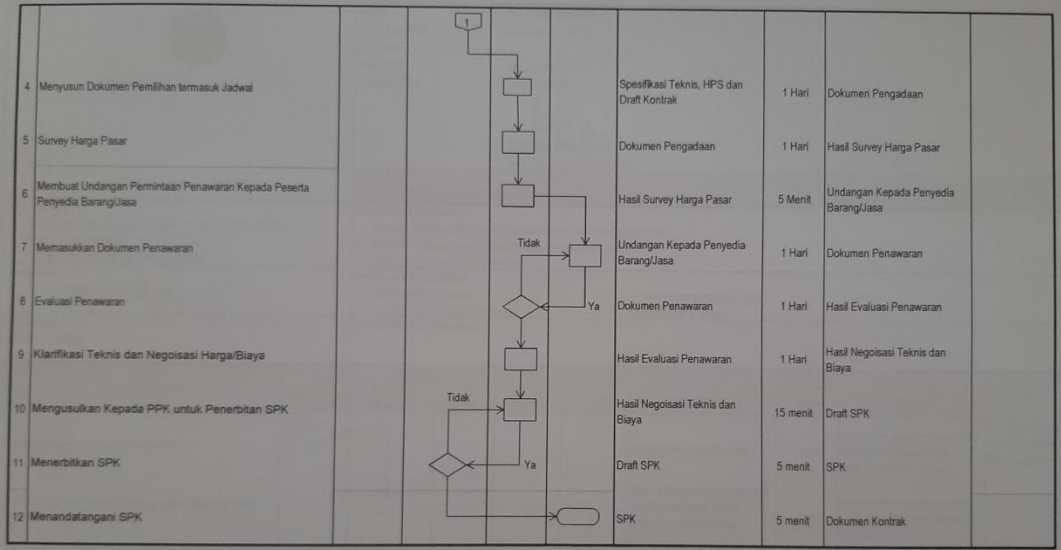 1
4 Menyusun Dokumen Pemilihan termasuk Jadwal
Spesifikasi Teknis, HPS dan
Draft Kontrak
1 Hari
Dokumen Pengadaan
5 Survey Harga Pasar
Dokumen Pengadaan
1 Hari
Hasil Survey Harga Pasar
6 Membuat Undangan Permintaan Penawaran Kepada Peserta
Penyedia Barang/Jasa
Hasil Survey Harga Pasar
5 Menit
Undangan Kepada Penyedia
Barang/Jasa
7 Memasukkan Dokumen Penawaran
Tidak
Undangan Kepada Penyedia
Barang/Jasa
1 Hari
Dokumen Penawaran
8 Evaluasi Penawaran
Ya
Dokumen Penawaran
1 Hari
Hasil Evaluasi Penawaran
9 Klarifikasi Teknis dan Negoisasi Harga/Biaya
Hasil Evaluasi Penawaran
1 Hari
Hasil Negoisasi Teknis dan
Biaya
10 Mengusulkan Kepada PPK untuk Penerbitan SPK
Tidak
Hasil Negoisasi Teknis dan
Biaya
15 menit
Draft SPK
11 Menerbitkan SPK
Ya
Draft SPK
5 menit
SPK
12 Menandatangani SPK
SPK
5 menit
Dokumen Kontrak